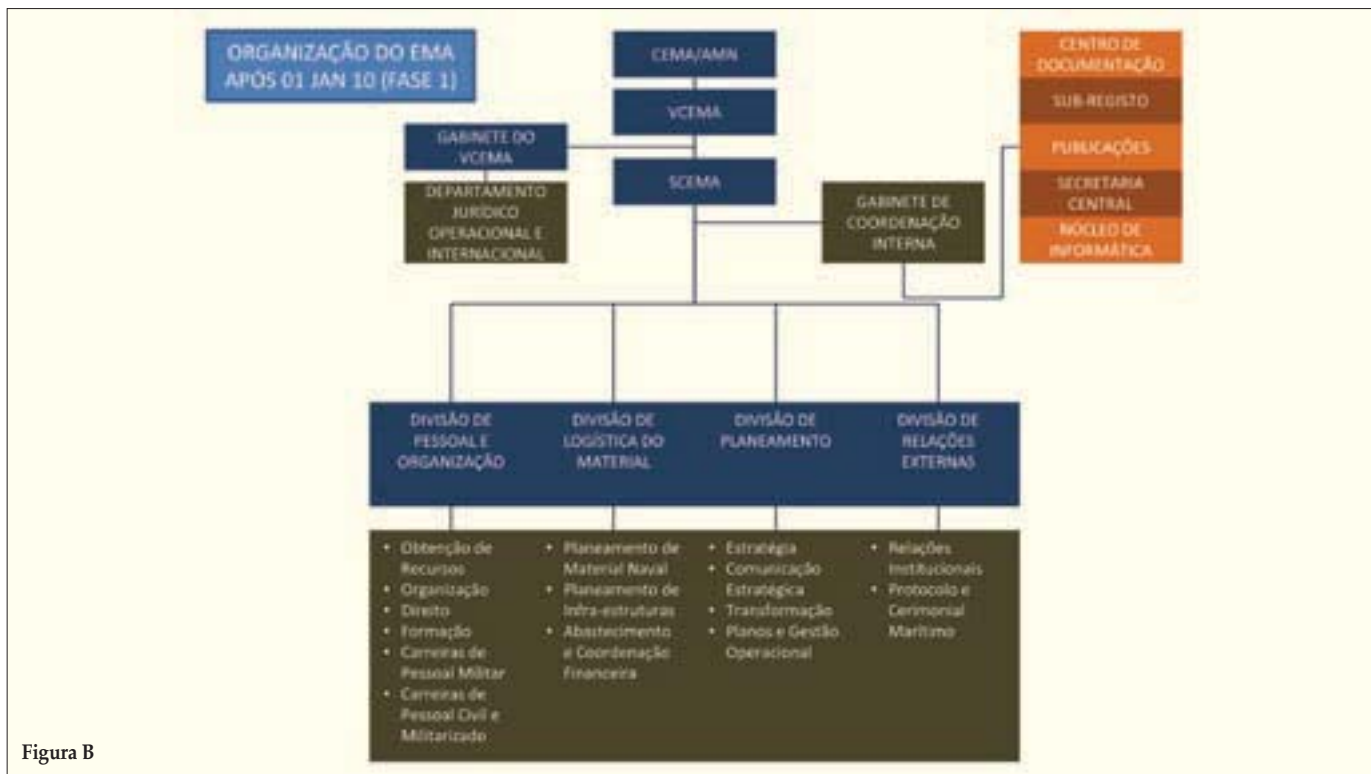 ORGANIZAÇÃO DO EMA
APÓS 01 JAN 10 (FASE 1)
CEMA/AMN
VCEMA
GABINETE DO
VCEMA
SCEMA
DEPARTAMENTO
JURÍDICO
OPERACIONAL E
INTERNACIONAL
GABINETE DE
COORDENAÇÃO
INTERNA
CENTRO DE
DOCUMENTAÇÃO
SUB-REGISTO
PUBLICAÇÕES
SECRETARIA
CENTRAL
NÚCLEO DE
INFORMÁTICA
DIVISÃO DE
PESSOAL E
ORGANIZAÇÃO
DIVISÃO DE
LOGÍSTICA DO
MATERIAL
DIVISÃO DE
PLANEAMENTO
DIVISÃO DE
RELAÇÕES
EXTERNAS
• Obtenção de
Recursos
• Organização
• Direito
• Formação
• Carreiras de
Pessoal Militar
• Carreiras de
Pessoal Civil e
Militarizado
• Planeamento de
Material Naval
• Planeamento de
Infra-estruturas
• Abastecimento
e Coordenação
Financeira
• Estratégia
• Comunicação
Estratégica
• Transformação
• Planos e Gestão
Operacional
• Relações
Institucionais
• Protocolo e
Cerimonial
Marítimo
Figura B